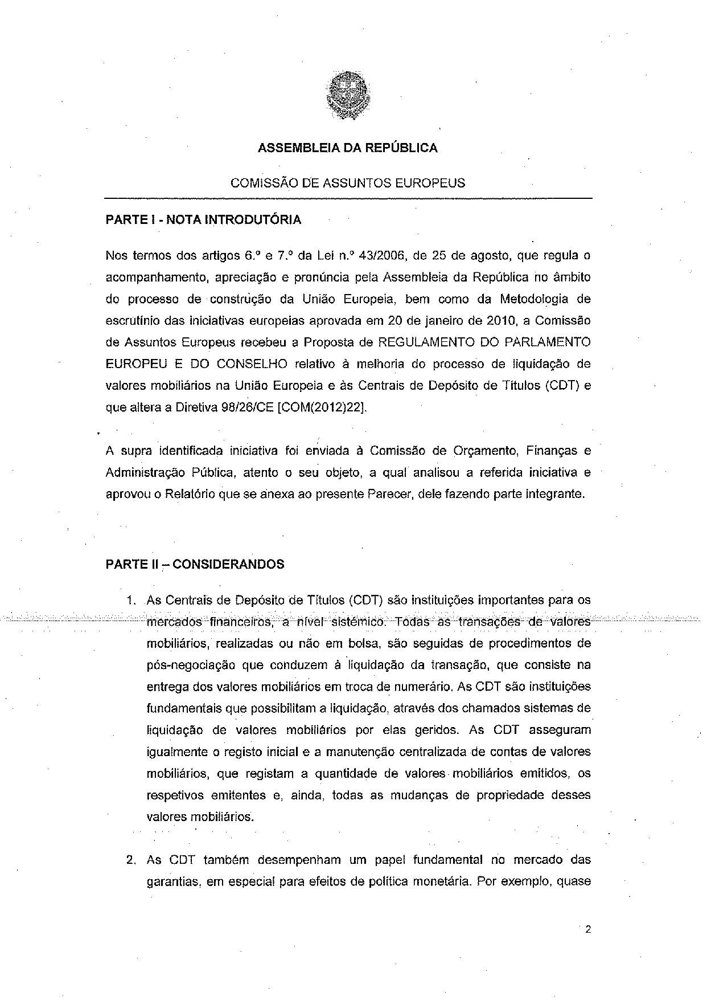 ASSEMBLEIA DA REPÚBLICA
COMISSÃO DE ASSUNTOS EUROPEUS
PARTE I - NOTA INTRODUTÓRIA
Nos termos dos artigos 6.º e 7.º da Lei n.º 43/2006, de 25 de agosto, que regula o
acompanhamento, apreciação e pronúncia pela Assembleia da República no âmbito
do processo de construção da União Europeia, bem como da Metodologia de
escrutínio das iniciativas europeias aprovada em 20 de janeiro de 2010, a Comissão
de Assuntos Europeus recebeu a Proposta de REGULAMENTO DO PARLAMENTO
EUROPEU E DO CONSELHO relativo à melhoria do processo de liquidação de
valores mobiliários na União Europeia e às Centrais de Depósito de Títulos (CDT) e
que altera a Diretiva 98/26/CE [COM(2012)22].
A supra identificada iniciativa foi enviada à Comissão de Orçamento, Finanças e
Administração Pública, atento o seu objeto, a qual analisou a referida iniciativa e
aprovou o Relatório que se anexa ao presente Parecer, dele fazendo parte integrante.
PARTE II – CONSIDERANDOS
1. As Centrais de Depósito de Títulos (CDT) são instituições importantes para os
mercados financeiros, a nível sistémico. Todas as transações de valores
mobiliários, realizadas ou não em bolsa, são seguidas de procedimentos de
pós-negociação que conduzem à liquidação da transação, que consiste na
entrega dos valores mobiliários em troca de numerário. As CDT são instituições
fundamentais que possibilitam a liquidação, através dos chamados sistemas de
liquidação de valores mobiliários por elas geridos. As CDT asseguram
igualmente o registo inicial e a manutenção centralizada de contas de valores
mobiliários, que registam a quantidade de valores mobiliários emitidos, os
respetivos emitentes e, ainda, todas as mudanças de propriedade desses
valores mobiliários.
2. As CDT também desempenham um papel fundamental no mercado das
garantias, em especial para efeitos de política monetária. Por exemplo, quase
2